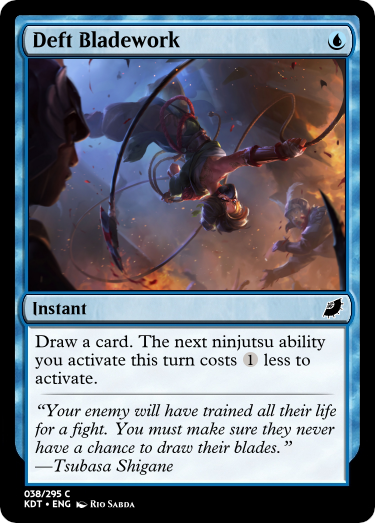 Deft Bladework
Instant
Draw a card. The next ninjutsu ability
you activate this turn costs 1 less to
activate.
“Your enemy will have trained all their life
for a fight. You must make sure they never
have a chance to draw their blades.”
—Tsubasa Shigane
038/295 C
KDT • ENG Rio Sabda